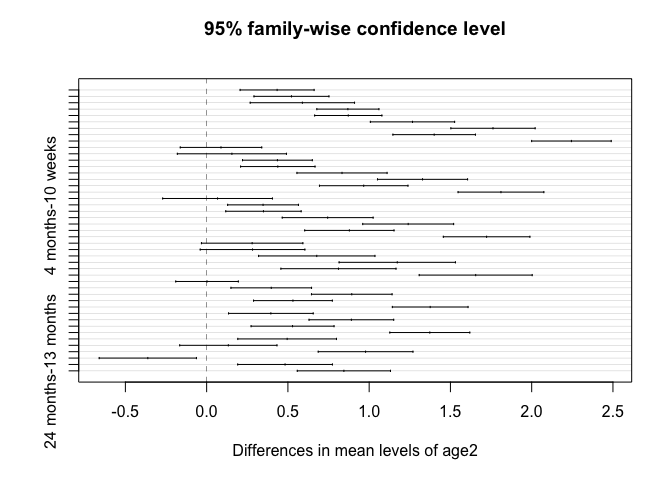 95% family-wise confidence level
4 months-10 weeks
24 months-13 months
-0.5 0.0 0.5 1.0 1.5 2.0 2.5
Differences in mean levels of age2